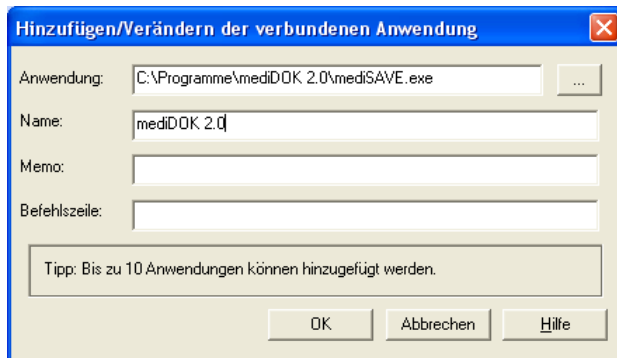 Hinzufügen/Verändern der verbundenen Anwendung
Anwendung: C:\Programme\mediDOK 2.0\mediSAVE.exe ...
Name: mediDOK 2.0
Memo:
Befehlszeile:
Tipp: Bis zu 10 Anwendungen können hinzugefügt werden.
OK Abbrechen Hilfe